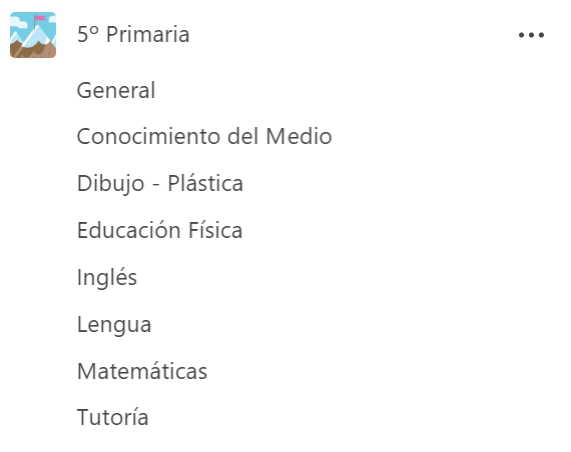 5º Primaria
General
Conocimiento del Medio
Dibujo - Plástica
Educación Física
Inglés
Lengua
Matemáticas
Tutoría